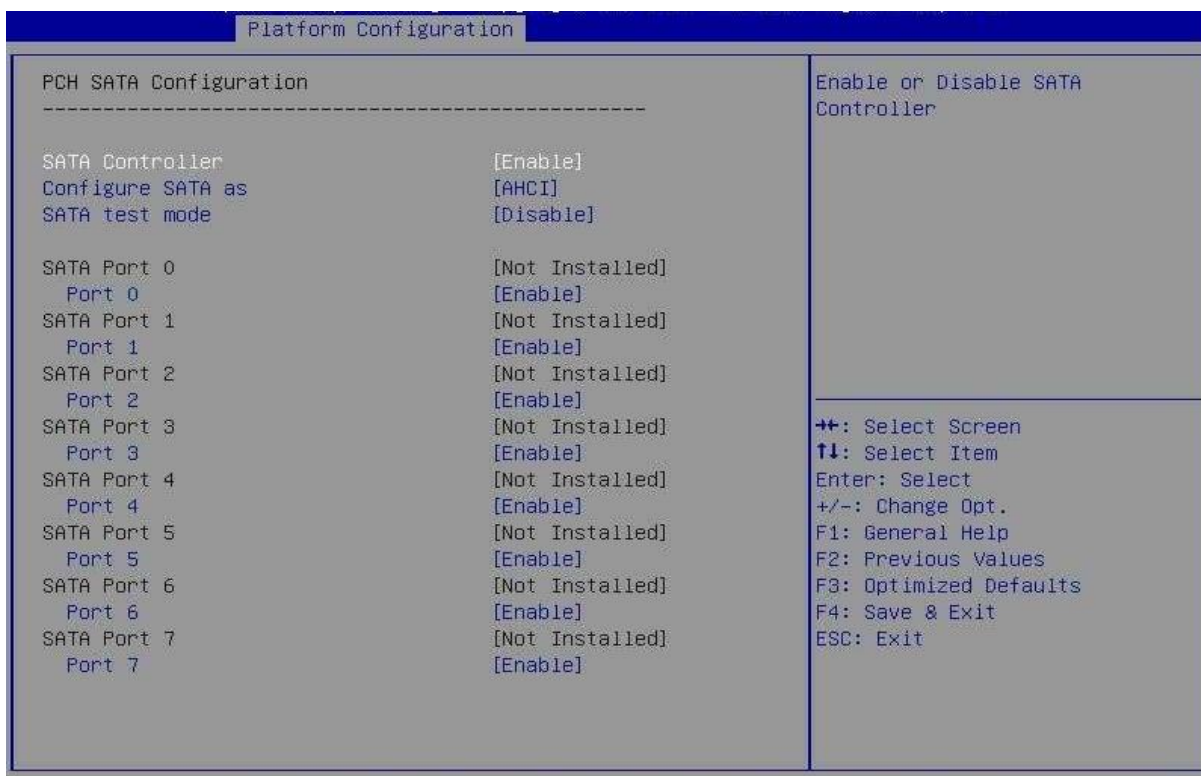 Platform Configuration
PCH SATA Configuration
--------------------------------------------------
SATA Controller [Enable]
Configure SATA as [AHCI]
SATA test mode [Disable]
SATA Port 0 [Not Installed]
Port 0 [Enable]
SATA Port 1 [Not Installed]
Port 1 [Enable]
SATA Port 2 [Not Installed]
Port 2 [Enable]
SATA Port 3 [Not Installed]
Port 3 [Enable]
SATA Port 4 [Not Installed]
Port 4 [Enable]
SATA Port 5 [Not Installed]
Port 5 [Enable]
SATA Port 6 [Not Installed]
Port 6 [Enable]
SATA Port 7 [Not Installed]
Port 7 [Enable]
Enable or Disable SATA
Controller
→←: Select Screen
↑↓: Select Item
Enter: Select
+/-: Change Opt.
F1: General Help
F2: Previous Values
F3: Optimized Defaults
F4: Save & Exit
ESC: Exit